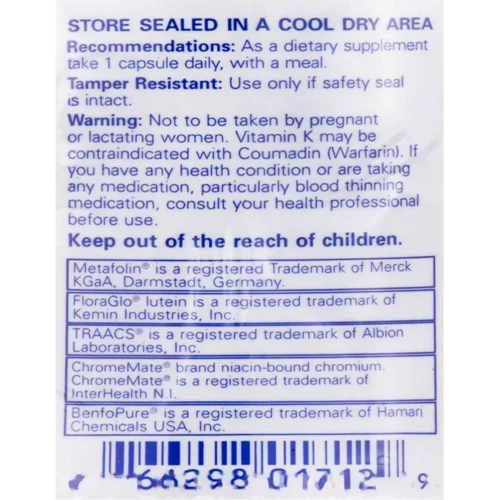 STORE SEALED IN A COOL DRY AREA
Recommendations: As a dietary supplement
take 1 capsule daily, with a meal.
Tamper Resistant: Use only if safety seal
is intact.
Warning: Not to be taken by pregnant
or lactating women. Vitamin K may be
contraindicated with Coumadin (Warfarin). If
you have any health condition or are taking
any medication, particularly blood thinning
medication, consult your health professional
before use.
Keep out of the reach of children.
Metafolin® is a registered Trademark of Merck
KGaA, Darmstadt, Germany.
FloraGlo® lutein is a registered trademark of
Kemin Industries, Inc.
TRAACS® is a registered trademark of Albion
Laboratories, Inc.
ChromeMate® brand niacin-bound chromium.
ChromeMate® is a registered trademark of
InterHealth N.I.
BenfoPure® is a registered trademark of Hamari
Chemicals USA, Inc.
01712 9